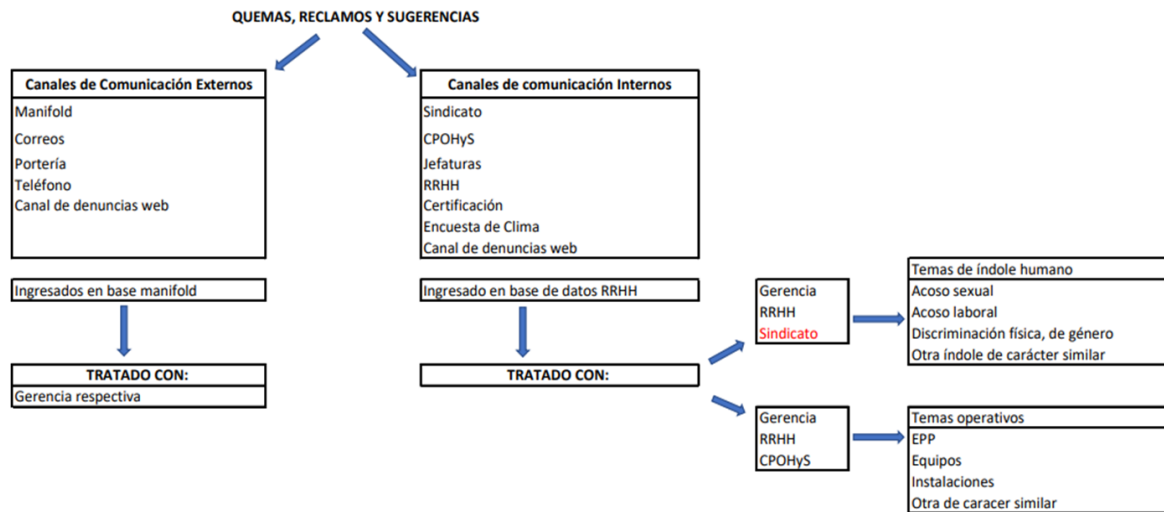 QUEMAS, RECLAMOS Y SUGERENCIAS
Canales de Comunicación Externos
Manifold
Correos
Portería
Teléfono
Canal de denuncias web
Ingresados en base manifold
TRATADO CON:
Gerencia respectiva
Canales de comunicación Internos
Sindicato
CPOHyS
Jefaturas
RRHH
Certificación
Encuesta de Clima
Canal de denuncias web
Ingresado en base de datos RRHH
TRATADO CON:
Gerencia
RRHH
Sindicato
Temas de índole humano
Acoso sexual
Acoso laboral
Discriminación física, de género
Otra índole de carácter similar
Gerencia
RRHH
CPOHyS
Temas operativos
EPP
Equipos
Instalaciones
Otra de caracer similar